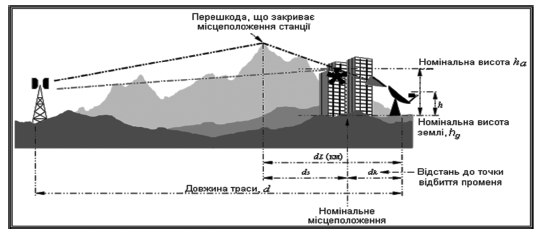 Перешкода, що закриває
місцеположення станції
Номінальна висота ha
h
Номінальна висота
землі, hg
dL (км)
ds
dk
Відстань до точки
відбиття променя
Довжина траси, d
Номінальне
місцеположення